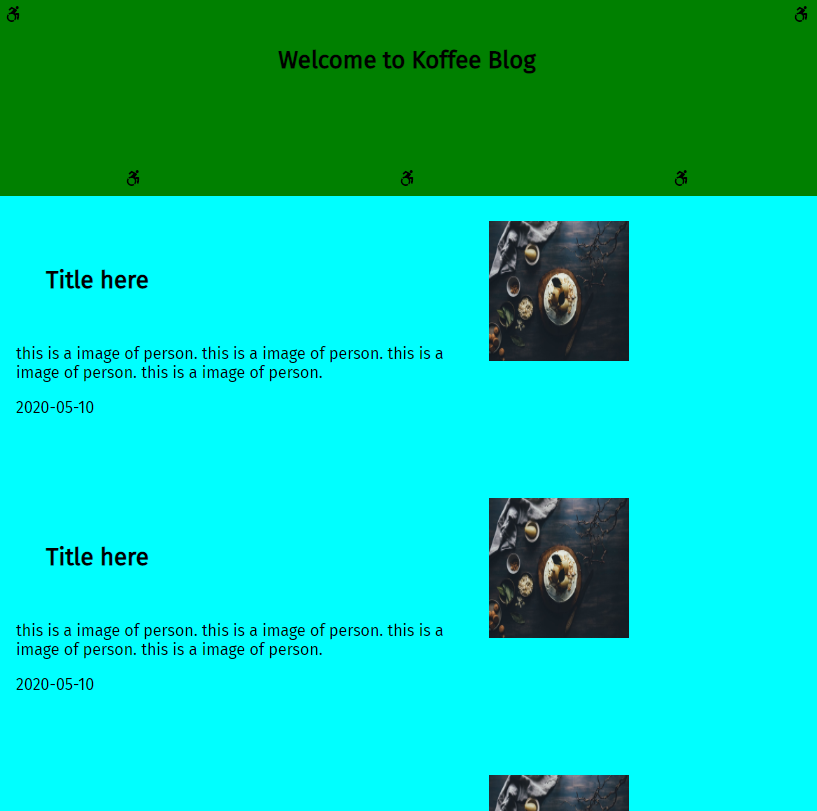 Welcome to Koffee Blog
Title here
this is a image of person. this is a image of person. this is a
image of person. this is a image of person.
2020-05-10
Title here
this is a image of person. this is a image of person. this is a
image of person. this is a image of person.
2020-05-10